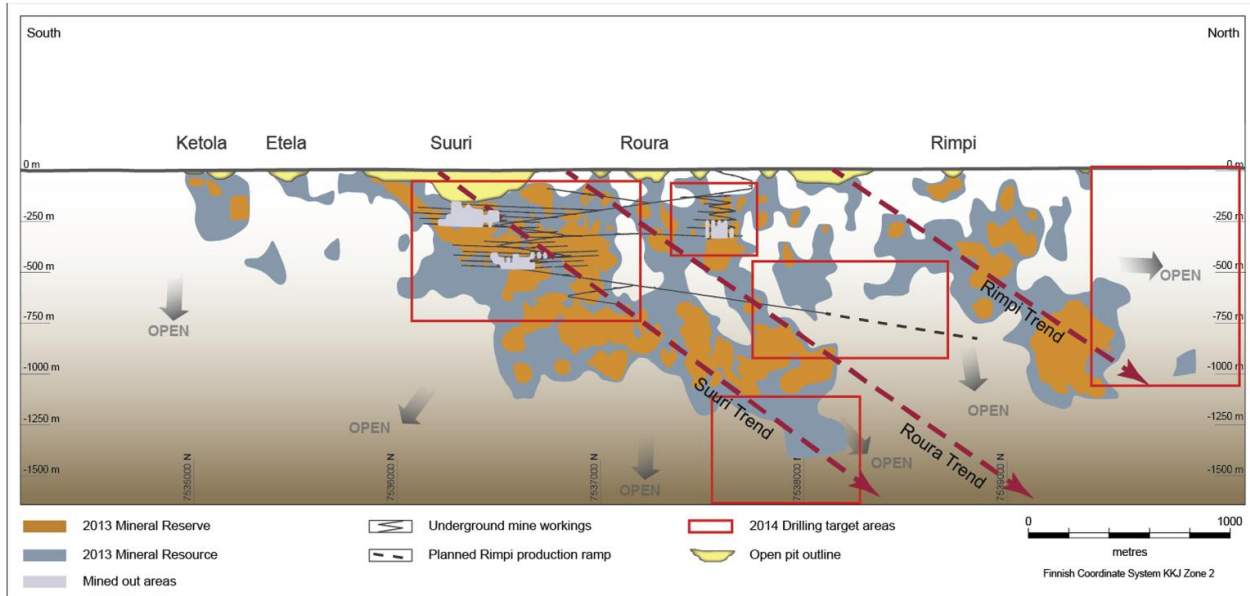 South
North
Ketola
Etela
Suuri
Roura
Rimpi
0 m
0 m
-250 m
-250 m
-500 m
-500 m
-750 m
-750 m
-1000 m
-1000 m
-1250 m
-1250 m
-1500 m
-1500 m
OPEN
OPEN
OPEN
OPEN
OPEN
OPEN
Rimpi Trend
Suuri Trend
Roura Trend
7535000 N
7536000 N
7537000 N
7538000 N
7539000 N
2013 Mineral Reserve
2013 Mineral Resource
Mined out areas
Underground mine workings
Planned Rimpi production ramp
2014 Drilling target areas
Open pit outline
0 1000
metres
Finnish Coordinate System KKJ Zone 2